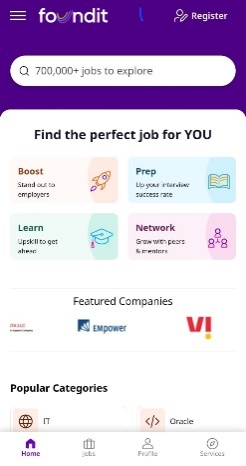 foundit
Register
700,000+ jobs to explore
Find the perfect job for YOU
Boost
Stand out to
employers
Prep
Up your interview
success rate
Learn
Upskill to get
ahead
Network
Grow with peers
& mentors
Featured Companies
EMpower
V!
Popular Categories
IT
Oracle
Home
Jobs
Profile
Services